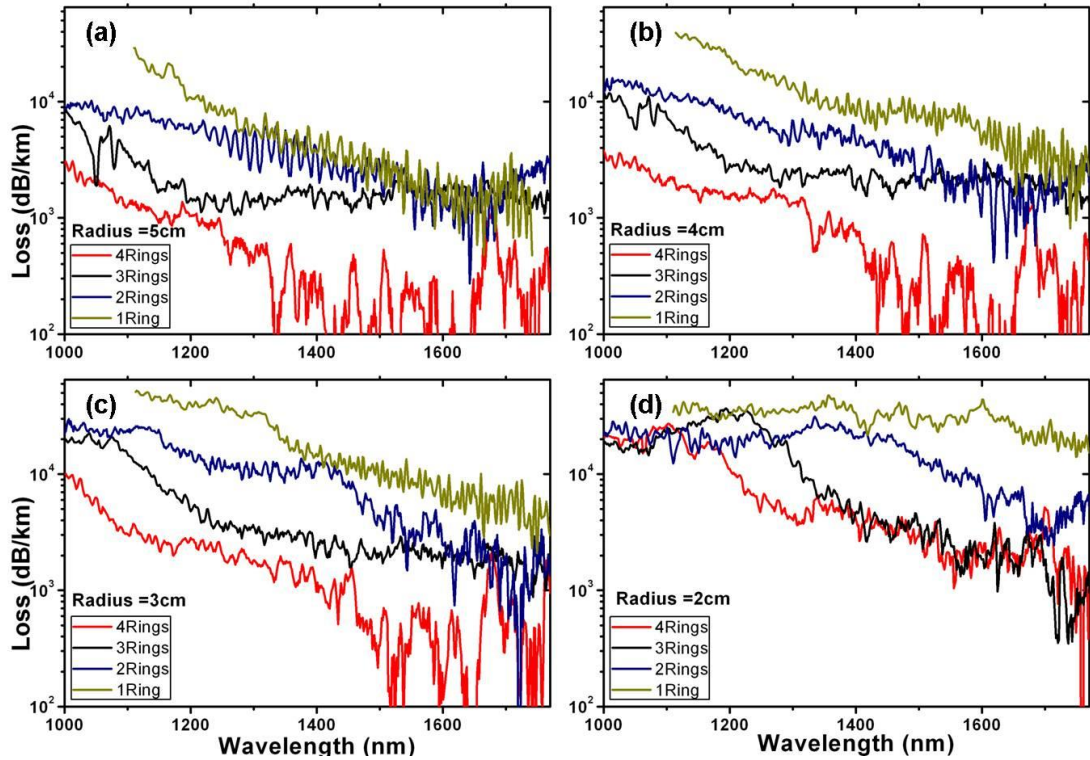 (a)
10⁴
10³
10²
Loss (dB/km)
Radius =5cm
4Rings
3Rings
2Rings
1Ring
1000 1200 1400 1600
(b)
10⁴
10³
10²
Radius =4cm
4Rings
3Rings
2Rings
1Ring
1000 1200 1400 1600
(c)
10⁴
10³
10²
Loss (dB/km)
Radius =3cm
4Rings
3Rings
2Rings
1Ring
1000 1200 1400 1600
Wavelength (nm)
(d)
10⁴
10³
10²
Radius =2cm
4Rings
3Rings
2Rings
1Ring
1000 1200 1400 1600
Wavelength (nm)